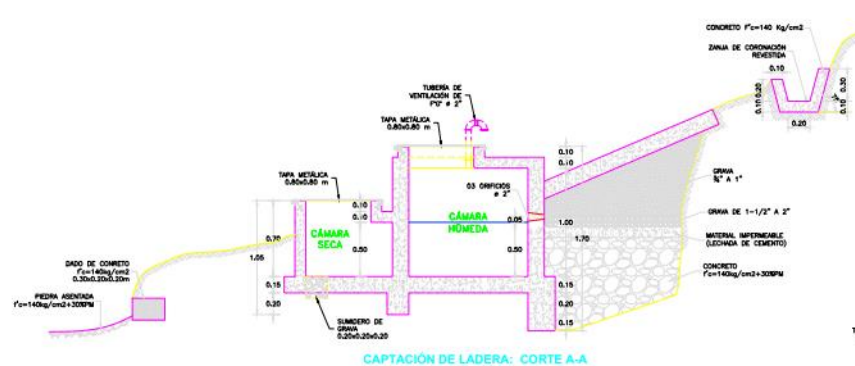 CONCRETO F'c=140 Kg/cm2
ZANJA DE CORONACIÓN
REVESTIDA
0.10
0.10 0.20
0.10 0.30
0.20
TUBERÍA DE
VENTILACIÓN DE
F°G° ø 2"
TAPA METÁLICA
0.80x0.80 m
TAPA METÁLICA
0.80x0.80 m
0.10
0.10
03 ORIFICIOS
ø 2"
GRAVA
¾" A 1"
0.10
0.10
CÁMARA
HÚMEDA
0.05
1.00
GRAVA DE 1-1/2" A 2"
CÁMARA
SECA
0.70
1.05
0.50
0.50
1.70
MATERIAL IMPERMEABLE
(LECHADA DE CEMENTO)
DADO DE CONRETO
f'c=140kg/cm2
0.30x0.20x0.20m
CONCRETO
f'c=140kg/cm2+30%PM
PIEDRA ASENTADA
f'c=140kg/cm2+30%PM
0.15
0.20
0.15
0.20
0.15
SUMIDERO DE
GRAVA
0.20x0.20x0.20
CAPTACIÓN DE LADERA: CORTE A-A